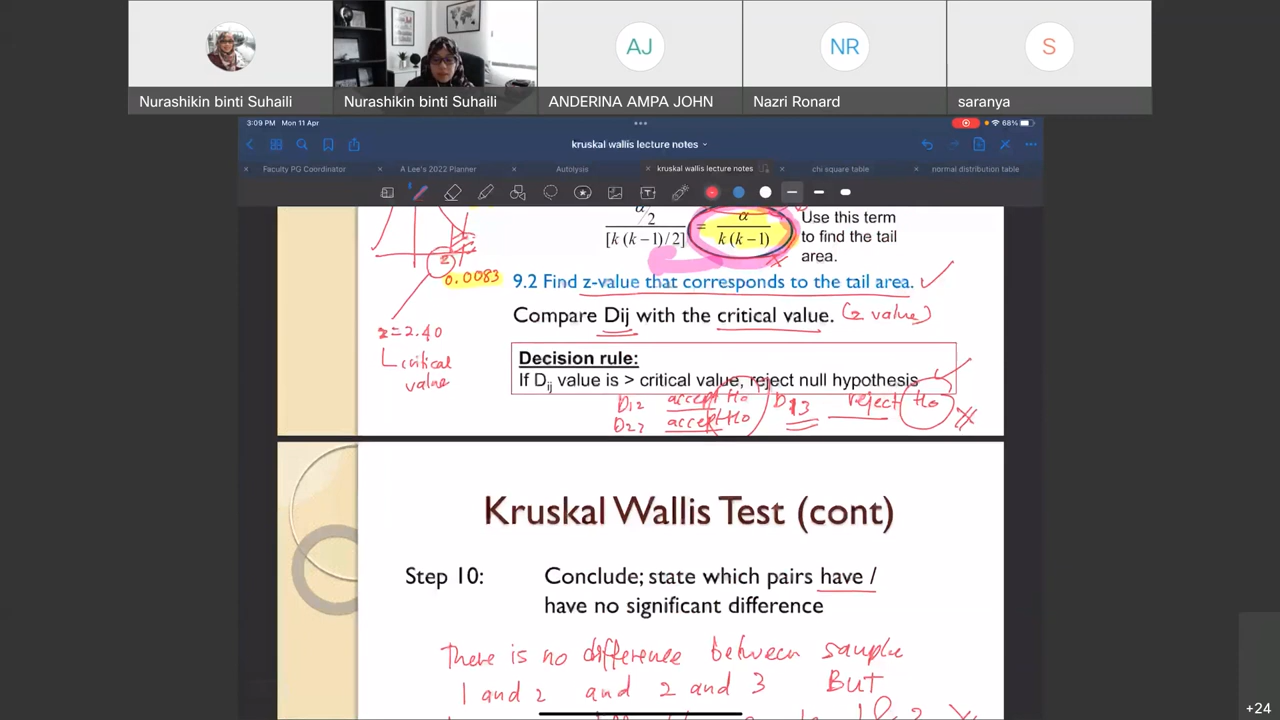 AJ
NR
S
Nurashikin binti Suhaili
Nurashikin binti Suhaili
ANDERINA AMPA JOHN
Nazri Ronard
saranya
3:09 PM Mon 11 Apr
68%
kruskal wallis lecture notes
Faculty PG Coordinator
A Lee's 2022 Planner
Autolysis
kruskal wallis lecture notes
chi square table
normal distribution table
α/2
[k (k−1)/2]
=
α
k (k−1)
Use this term
to find the tail
area.
z
0.0083
z=2.40
critical
value
9.2 Find z-value that corresponds to the tail area.
Compare Dij with the critical value. (z value)
Decision rule:
If Dij value is > critical value, reject null hypothesis
D12 accept Ho
D23 accept Ho
D13 reject Ho
Kruskal Wallis Test (cont)
Step 10: Conclude; state which pairs have /
have no significant difference
There is no difference between sample
1 and 2 and 2 and 3 BUT
+24